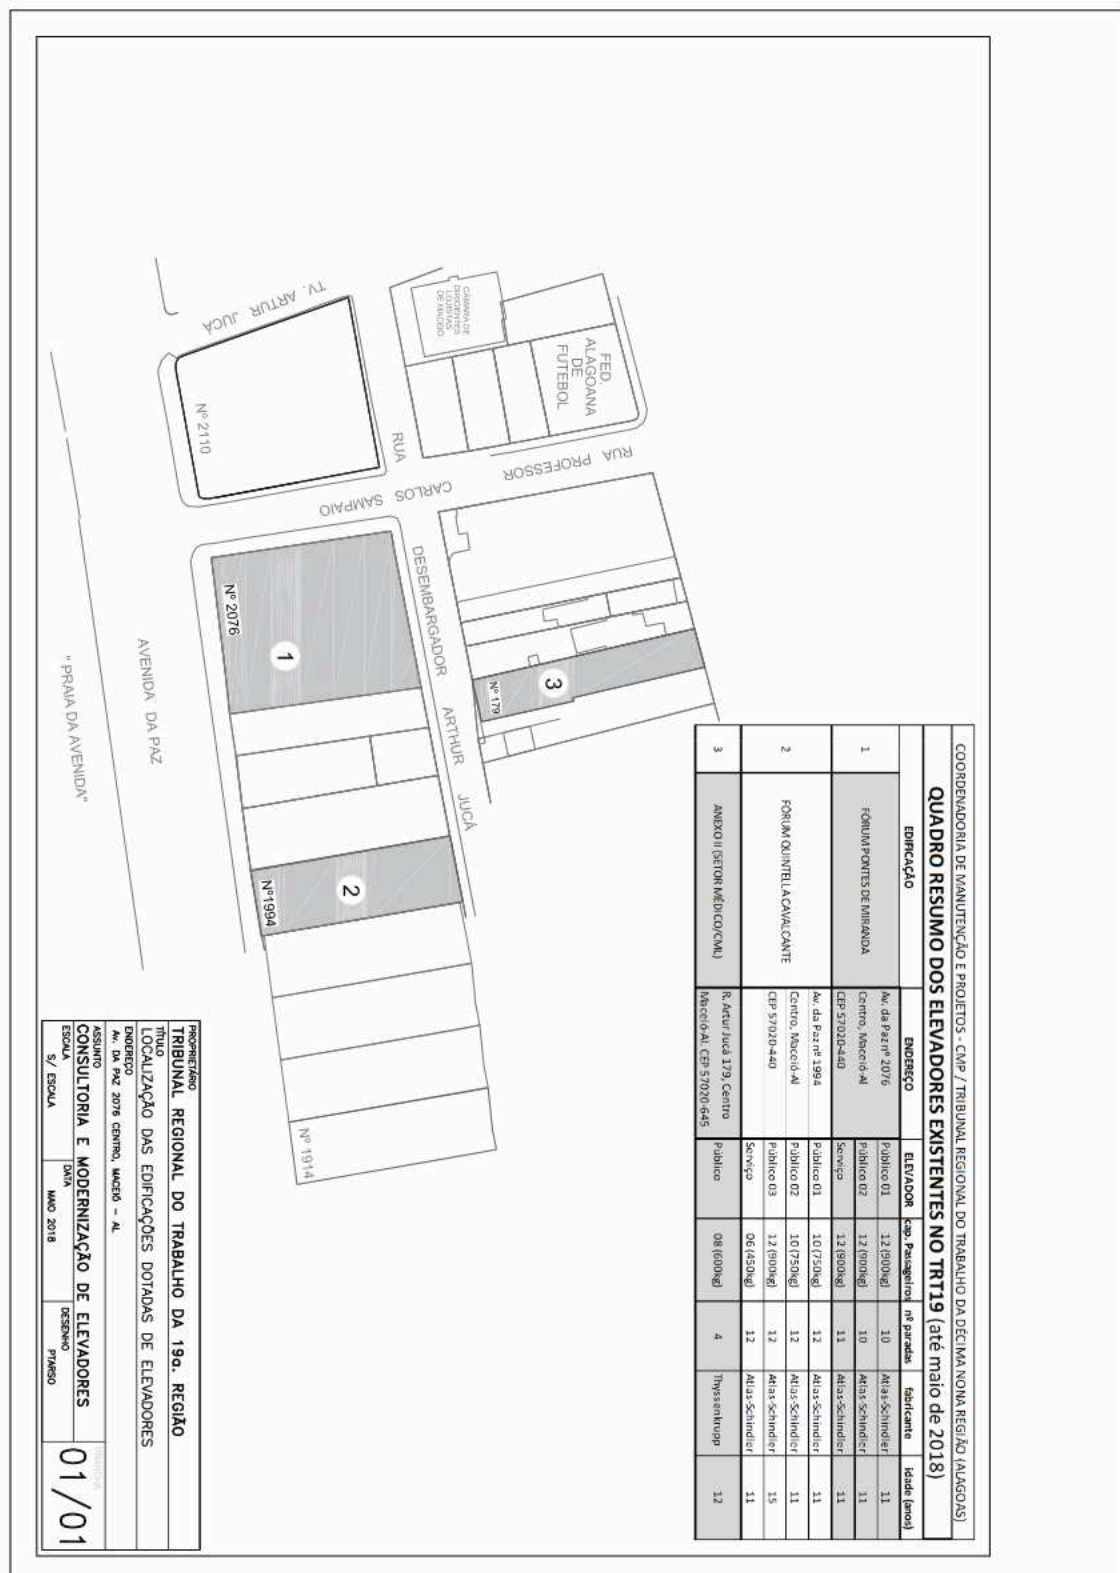 COORDENADORIA DE MANUTENÇÃO E PROJETOS - CMP / TRIBUNAL REGIONAL DO TRABALHO DA DÉCIMA NONA REGIÃO (ALAGOAS)
QUADRO RESUMO DOS ELEVADORES EXISTENTES NO TRT19 (até maio de 2018)
EDIFICAÇÃO ENDEREÇO ELEVADOR cap. Passageiros nº paradas fabricante idade (anos)
1 FÓRUM PONTES DE MIRANDA
Av. da Paz nº 2076 Público 01 12 (900kg) 10 Atlas-Schindler 11
Centro, Maceió-Al Público 02 12 (900kg) 10 Atlas-Schindler 11
CEP 57020-440 Serviço 12 (900kg) 11 Atlas-Schindler 11
2 FÓRUM QUINTELLA CAVALCANTE
Av. da Paz nº 1994 Público 01 10 (750kg) 12 Atlas-Schindler 11
Centro, Maceió-Al Público 02 10 (750kg) 12 Atlas-Schindler 11
CEP 57020-440 Público 03 12 (900kg) 12 Atlas-Schindler 15
Serviço 06 (450kg) 12 Atlas-Schindler 11
3 ANEXO II (SETOR MÉDICO/CML)
R. Artur Jucá 179, Centro
Maceió-Al. CEP 57020-645
Público 08 (600kg) 4 Thyssenkrupp 12
FED.
ALAGOANA
DE
FUTEBOL
CÂMARA DE
DIRIGENTES
LOJISTAS
DE MACEIÓ
RUA PROFESSOR
CARLOS SAMPAIO
TV. ARTUR JUCÁ
RUA
DESEMBARGADOR
ARTHUR
JUCÁ
3
Nº 179
Nº 2110
1
Nº 2076
2
Nº1994
Nº 1914
AVENIDA DA PAZ
" PRAIA DA AVENIDA"
PROPRIETÁRIO
TRIBUNAL REGIONAL DO TRABALHO DA 19a. REGIÃO
TÍTULO
LOCALIZAÇÃO DAS EDIFICAÇÕES DOTADAS DE ELEVADORES
ENDEREÇO
Av. DA PAZ 2076 CENTRO, MACEIÓ - AL
ASSUNTO
CONSULTORIA E MODERNIZAÇÃO DE ELEVADORES
ESCALA
S/ ESCALA
DATA
MAIO 2018
DESENHO
PTARSO
PRANCHA
01/01